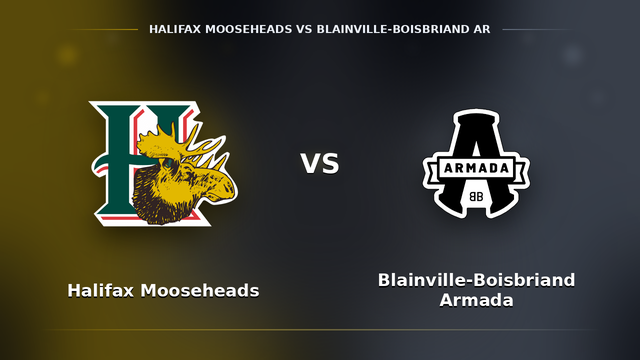 HALIFAX MOOSEHEADS VS BLAINVILLE-BOISBRIAND AR
H
VS
ARMADA
BB
Halifax Mooseheads
Blainville-Boisbriand
Armada